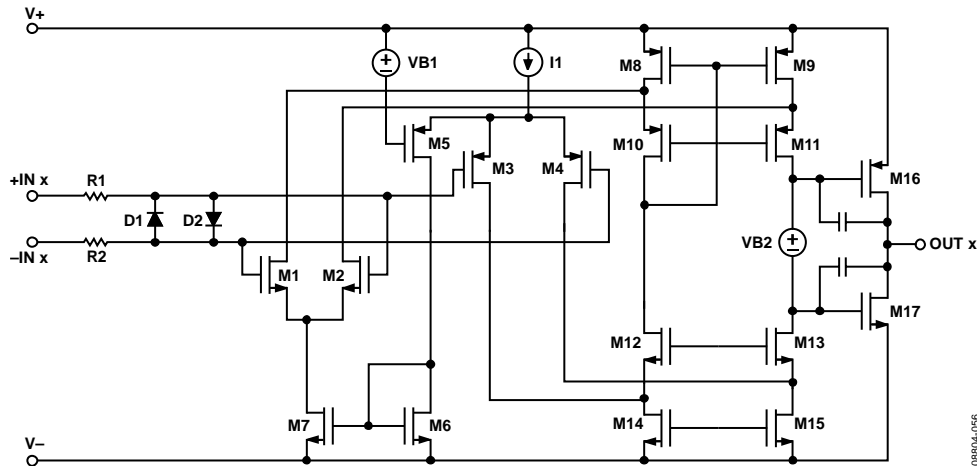 V+
VB1
I1
M8
M9
M5
M10
M11
M3
M4
M16
+IN x
R1
D1
D2
VB2
OUT x
–IN x
R2
M1
M2
M17
M12
M13
M7
M6
M14
M15
V–
08804-056